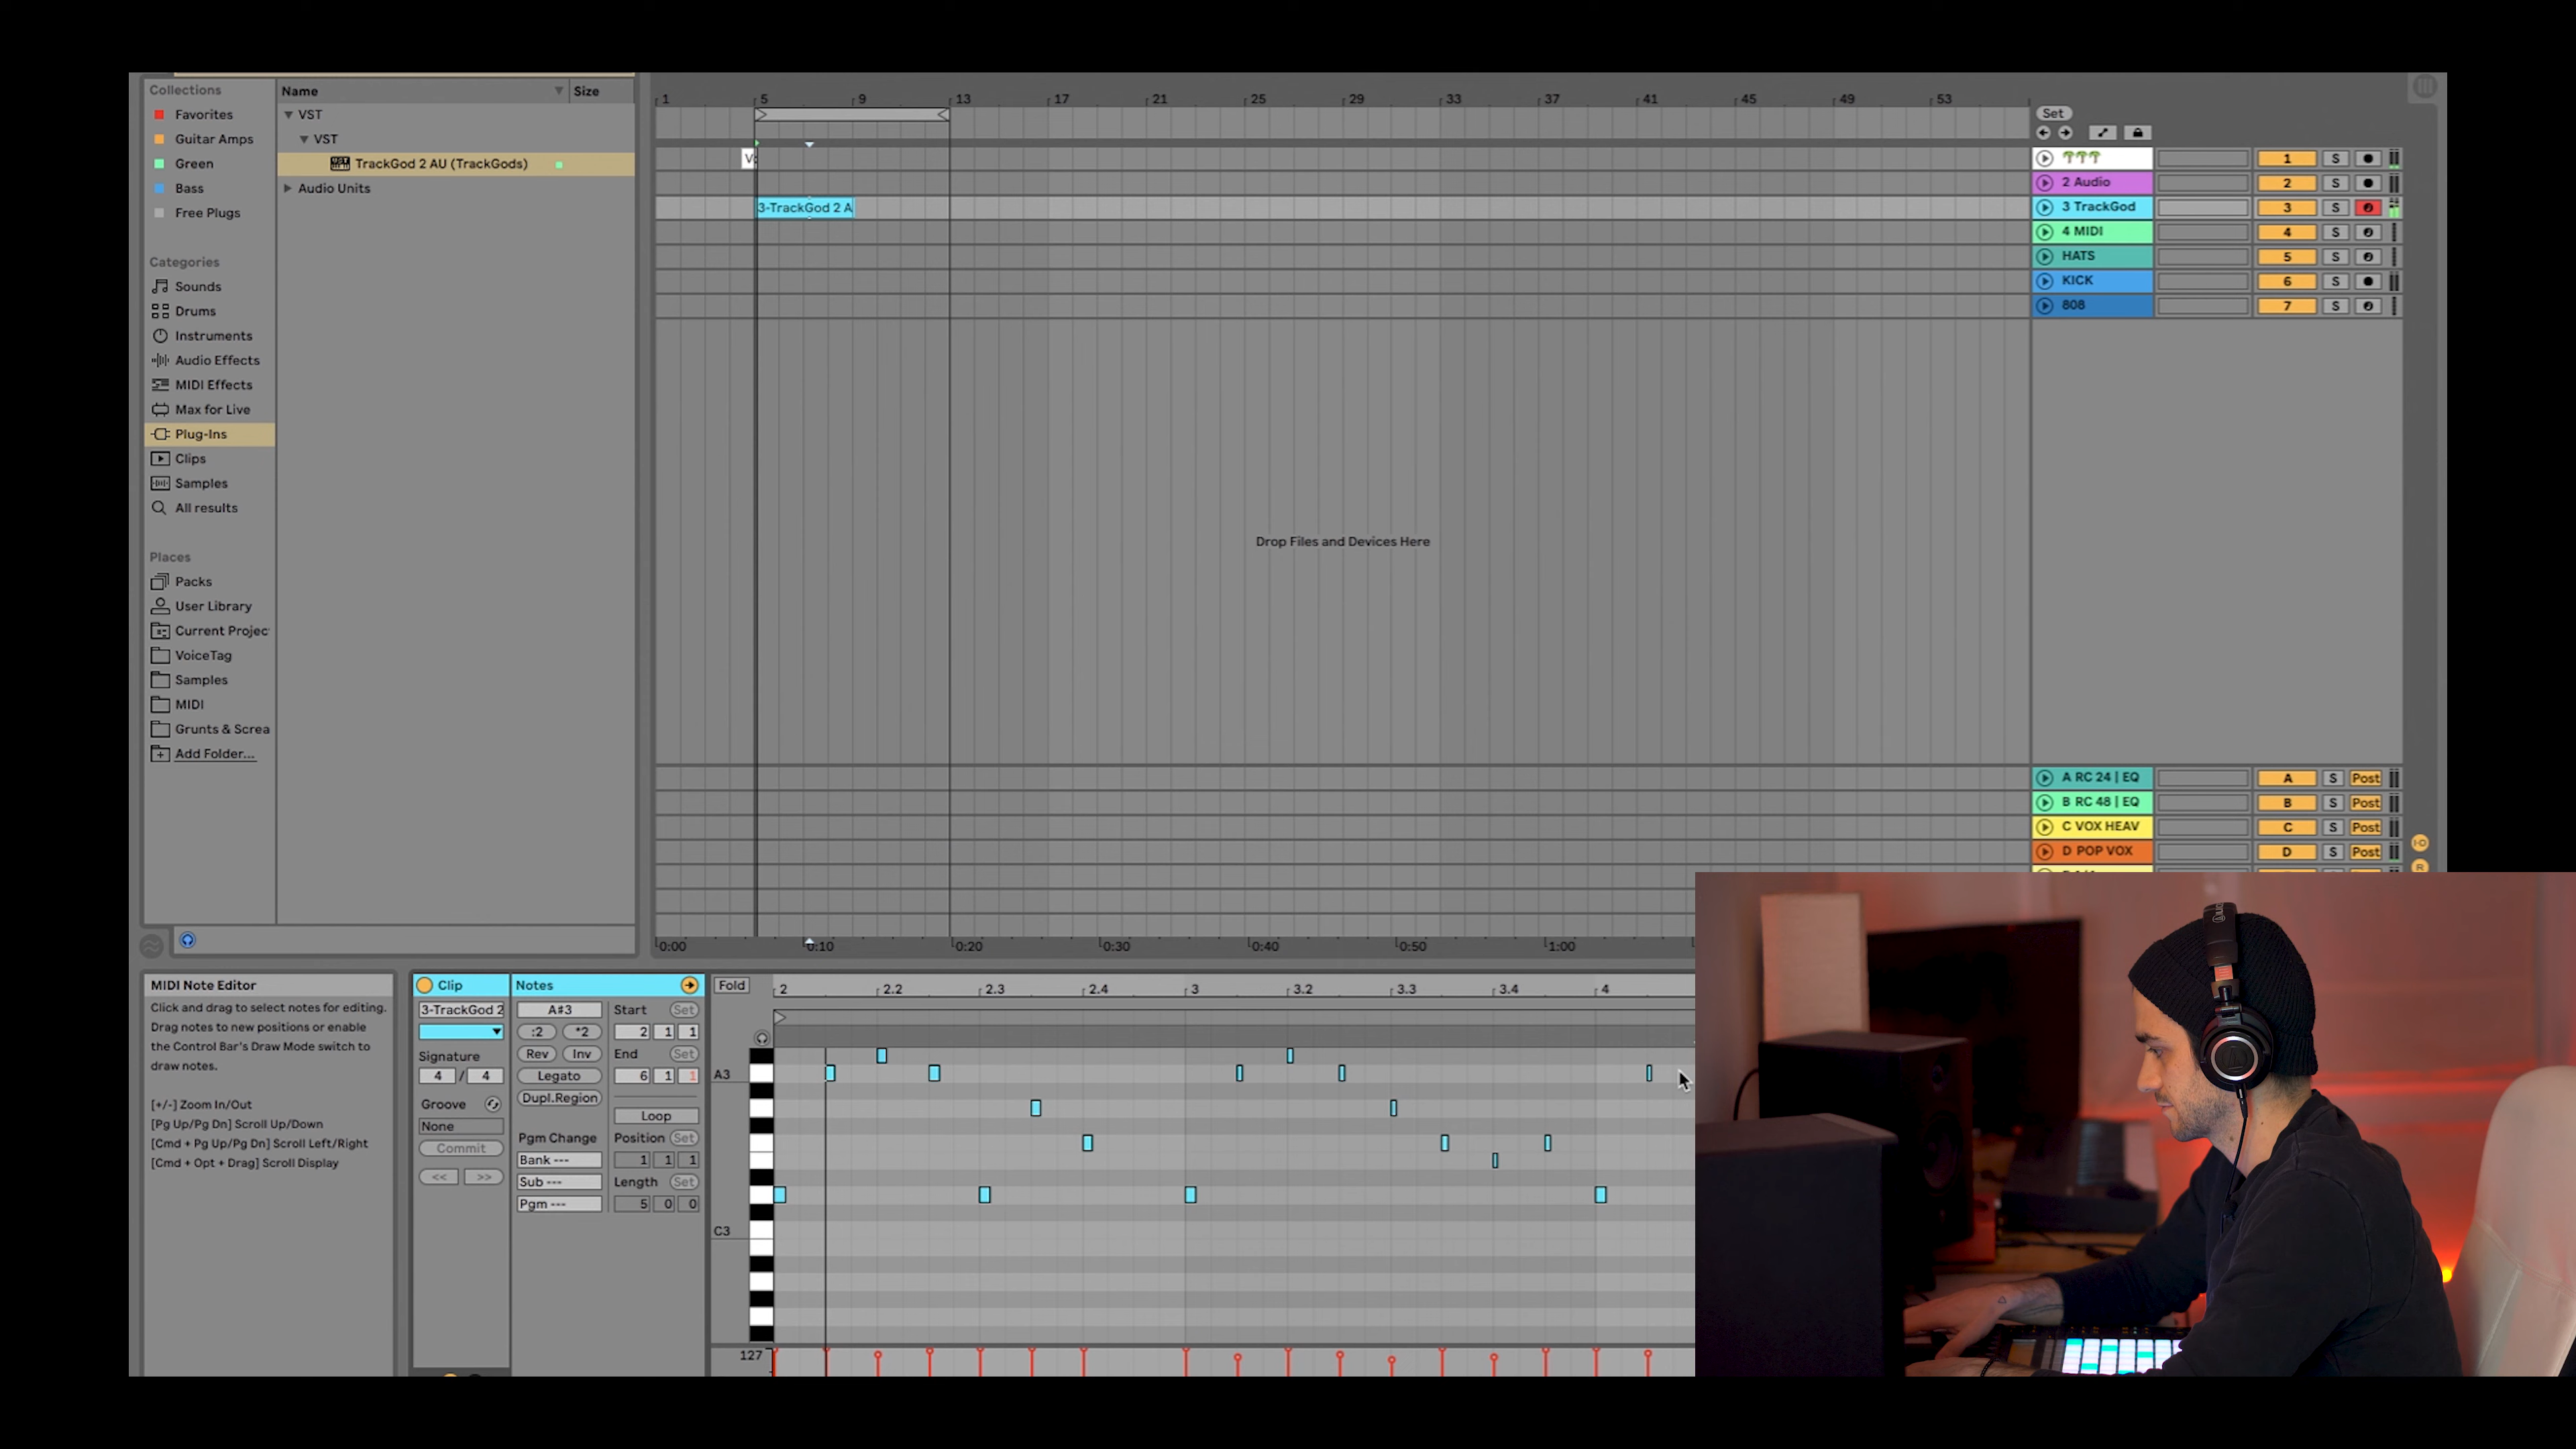 Collections
Favorites
Guitar Amps
Green
Bass
Free Plugs
Categories
Sounds
Drums
Instruments
Audio Effects
MIDI Effects
Max for Live
Plug-Ins
Clips
Samples
All results
Places
Packs
User Library
Current Projec
VoiceTag
Samples
MIDI
Grunts & Screa
Add Folder...
Name Size
VST
VST
TrackGod 2 AU (TrackGods)
Audio Units
1 5 9 13 17 21 25 29 33 37 41 45 49 53
3-TrackGod 2 A
Drop Files and Devices Here
0:00 0:10 0:20 0:30 0:40 0:50 1:00
Set
1 S
2 Audio 2 S
3 TrackGod 3 S
4 MIDI 4 S
HATS 5 S
KICK 6 S
808 7 S
A RC 24 | EQ A S Post
B RC 48 | EQ B S Post
C VOX HEAV C S Post
D POP VOX D S Post
MIDI Note Editor
Click and drag to select notes for editing.
Drag notes to new positions or enable
the Control Bar's Draw Mode switch to
draw notes.
[+/-] Zoom In/Out
[Pg Up/Pg Dn] Scroll Up/Down
[Cmd + Pg Up/Pg Dn] Scroll Left/Right
[Cmd + Opt + Drag] Scroll Display
Clip
3-TrackGod 2
Signature
4 / 4
Groove
None
Commit
<< >>
Notes
A#3
:2 *2
Rev Inv
Legato
Dupl.Region
Pgm Change
Bank ---
Sub ---
Pgm ---
Start Set
2 1 1
End Set
6 1 1
Loop
Position Set
1 1 1
Length Set
5 0 0
Fold
2 2.2 2.3 2.4 3 3.2 3.3 3.4 4
A3
C3
127